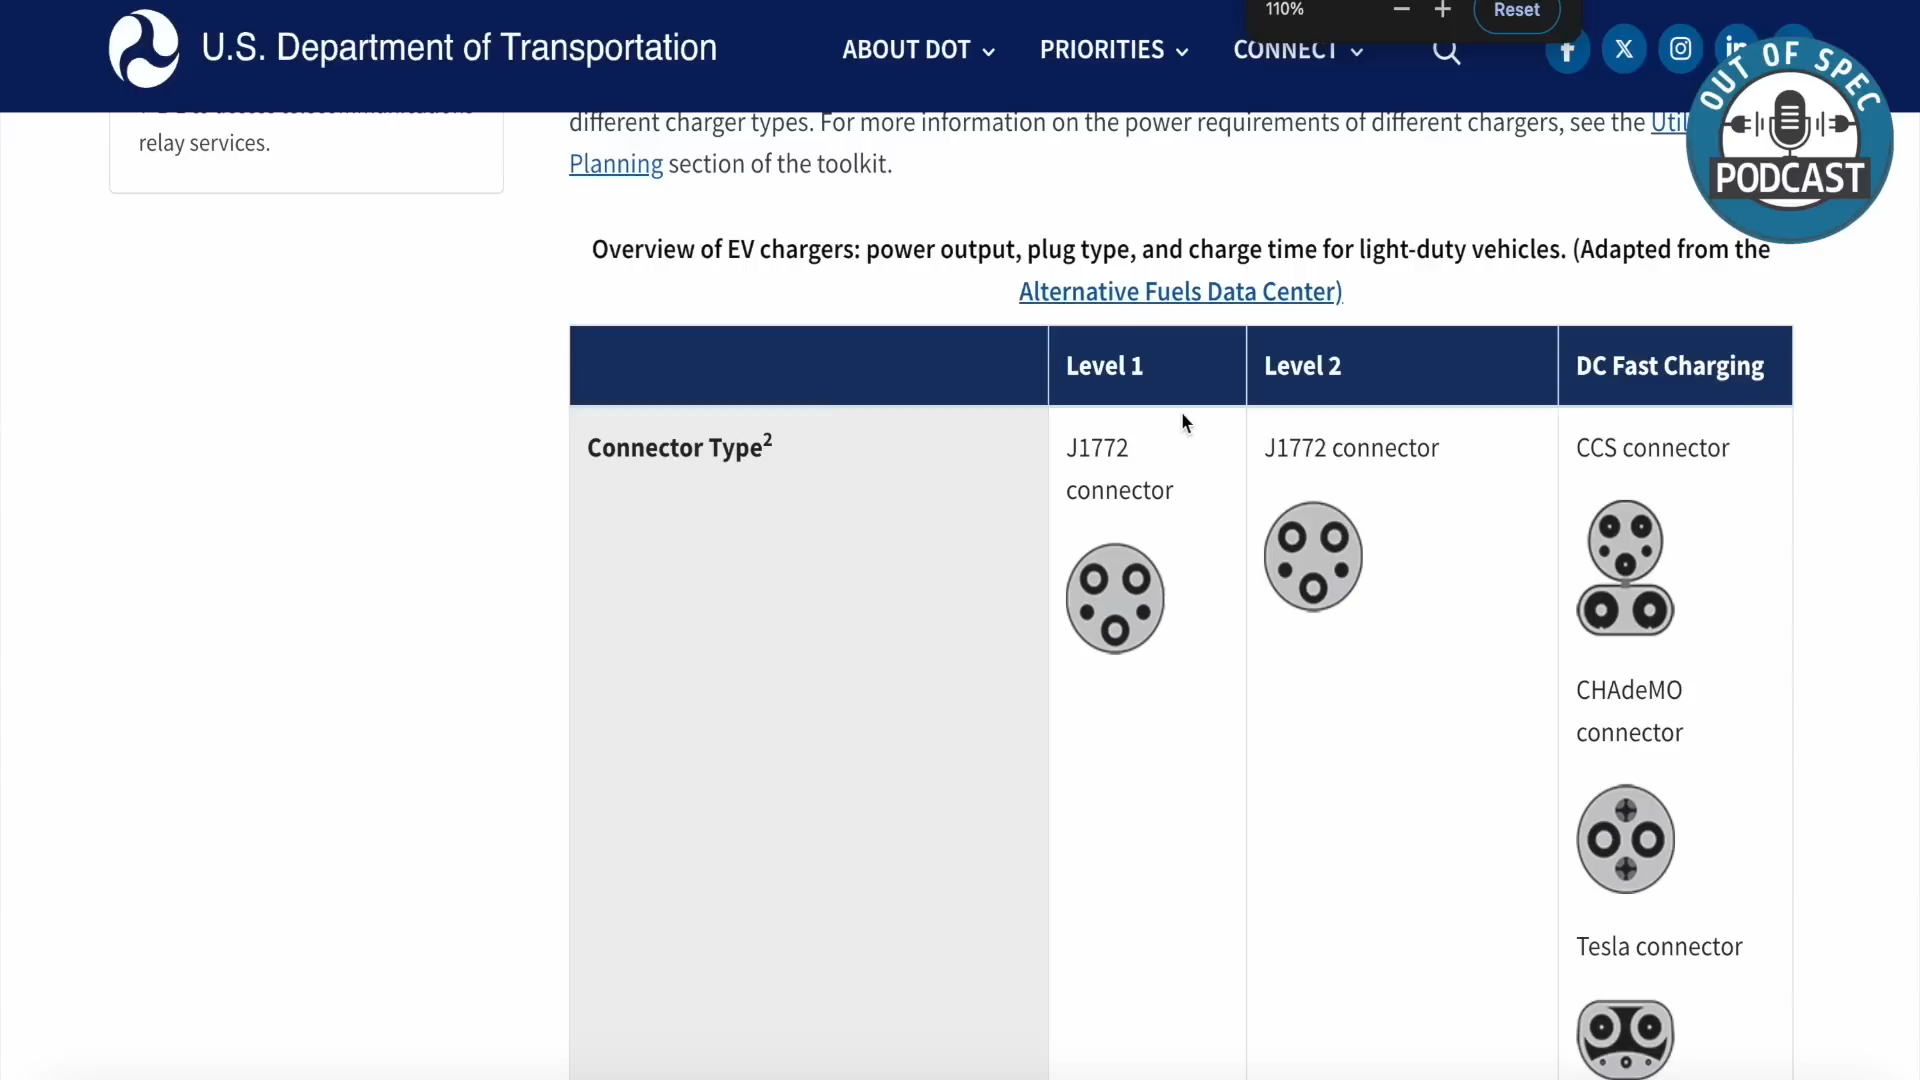 110%
Reset
U.S. Department of Transportation
ABOUT DOT
PRIORITIES
CONNECT
OUT OF SPEC
PODCAST
relay services.
different charger types. For more information on the power requirements of different chargers, see the Util
Planning section of the toolkit.
Overview of EV chargers: power output, plug type, and charge time for light-duty vehicles. (Adapted from the
Alternative Fuels Data Center)
Level 1
Level 2
DC Fast Charging
Connector Type2
J1772
connector
J1772 connector
CCS connector
CHAdeMO
connector
Tesla connector